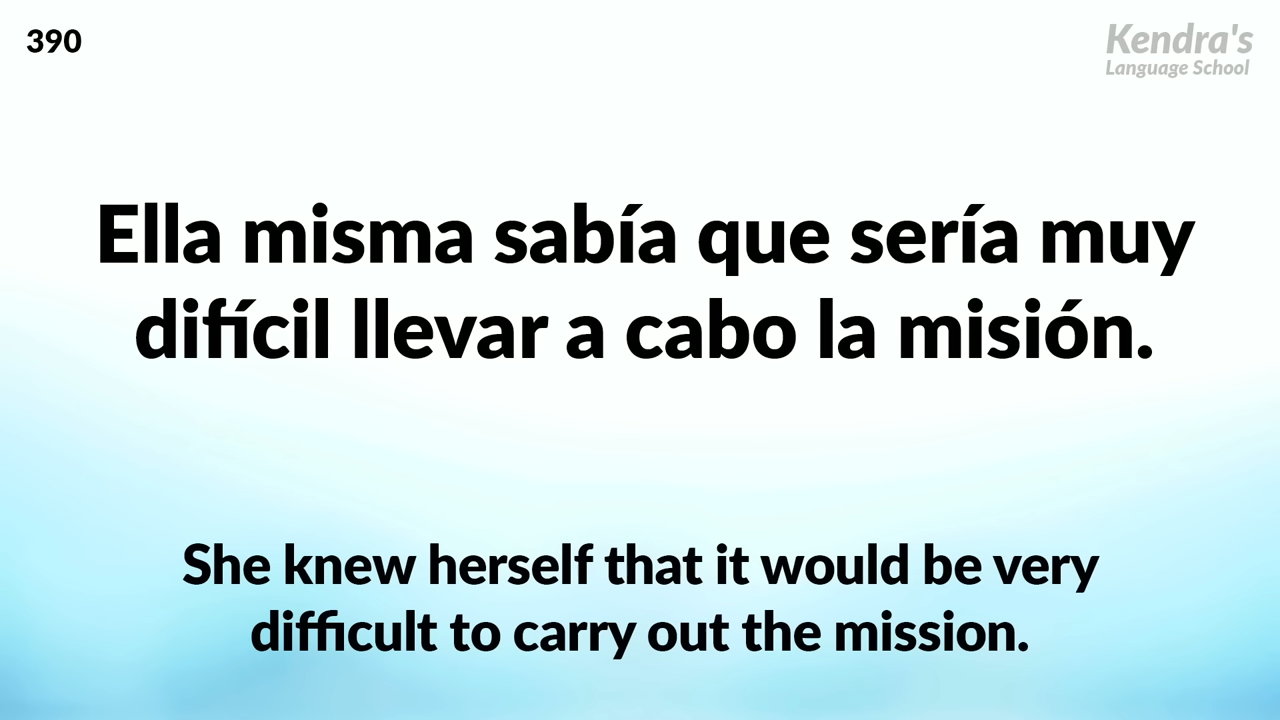 390
Kendra's
Language School
Ella misma sabía que sería muy
difícil llevar a cabo la misión.
She knew herself that it would be very
difficult to carry out the mission.